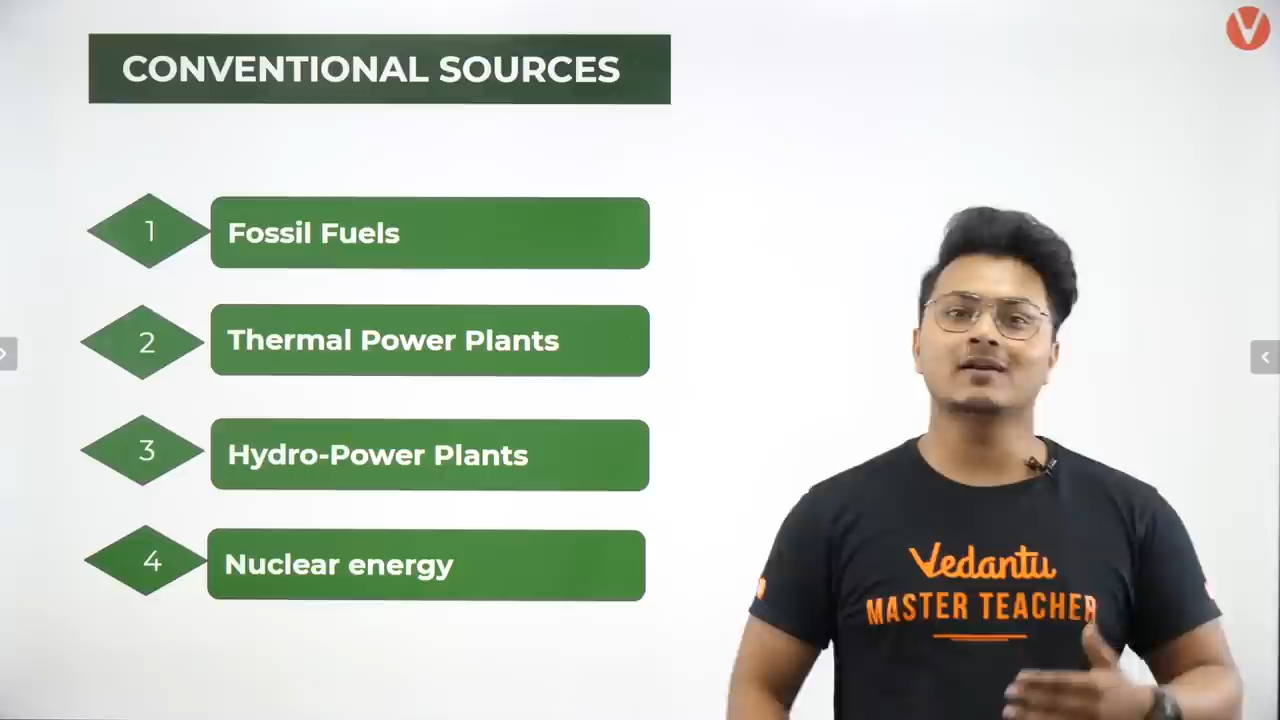 CONVENTIONAL SOURCES
1
Fossil Fuels
2
Thermal Power Plants
3
Hydro-Power Plants
4
Nuclear energy
V
Vedantu
MASTER TEACHER